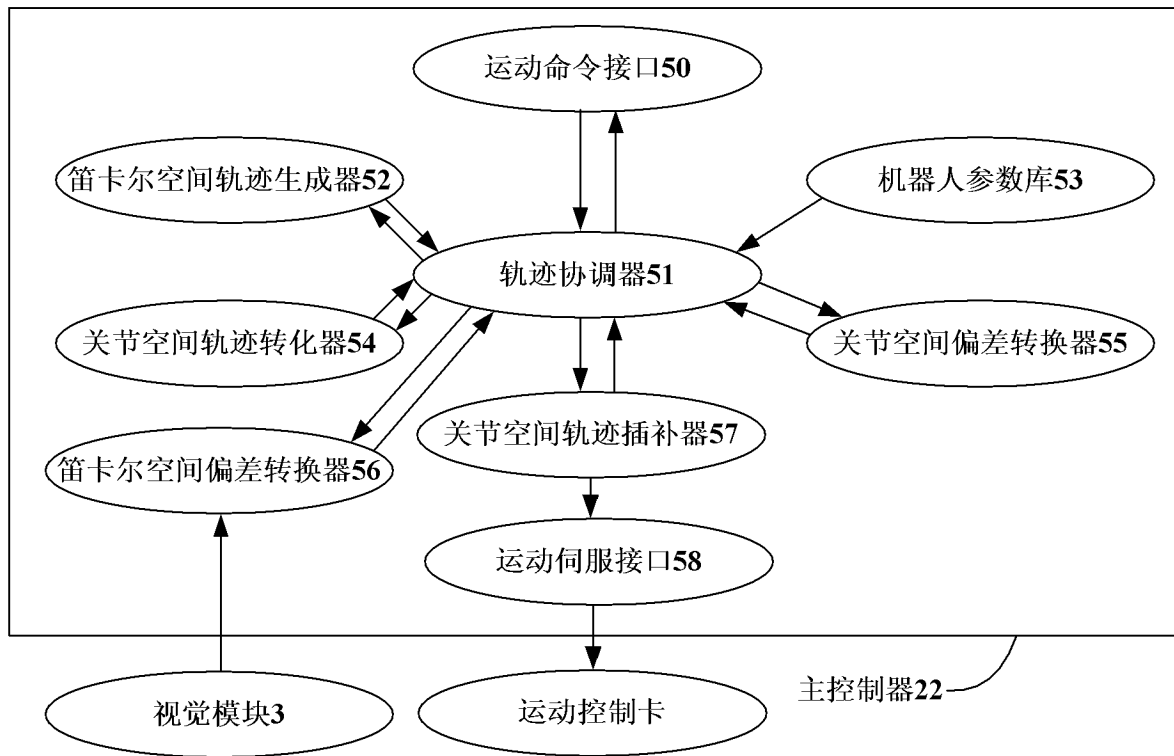 运动命令接口50
笛卡尔空间轨迹生成器52
机器人参数库53
轨迹协调器51
关节空间轨迹转化器54
关节空间偏差转换器55
关节空间轨迹插补器57
笛卡尔空间偏差转换器56
运动伺服接口58
主控制器22
视觉模块3
运动控制卡